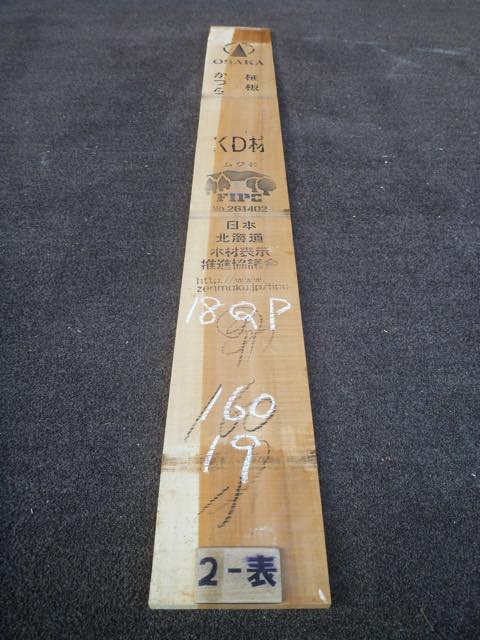 OSAKA
かつら 柾板
KD材
ムク材
FIPC
No.261402
日本
北海道
木材表示
推進協議会
http://www.
zenmoku.jp/fipc
18QP
160
19
2-表